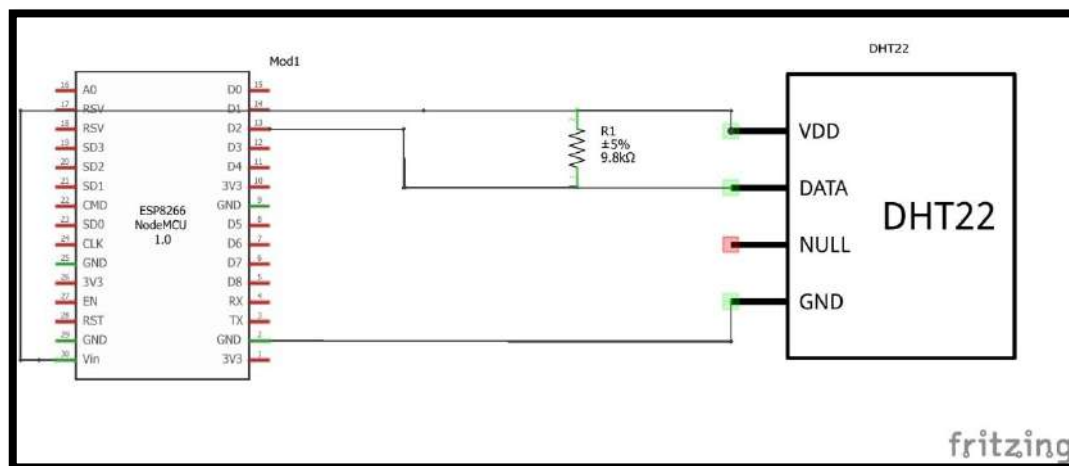 Mod1
DHT22
16 A0 D0 15
17 RSV D1 14
18 RSV D2 13
19 SD3 D3 12
20 SD2 D4 11
21 SD1 3V3 10
22 CMD GND 9
23 SD0 D5 8
24 CLK D6 7
25 GND D7 6
26 3V3 D8 5
27 EN RX 4
28 RST TX 3
29 GND GND 2
30 Vin 3V3 1
ESP8266
NodeMCU
1.0
R1
±5%
9.8kΩ
VDD
DATA
NULL
GND
DHT22
fritzing